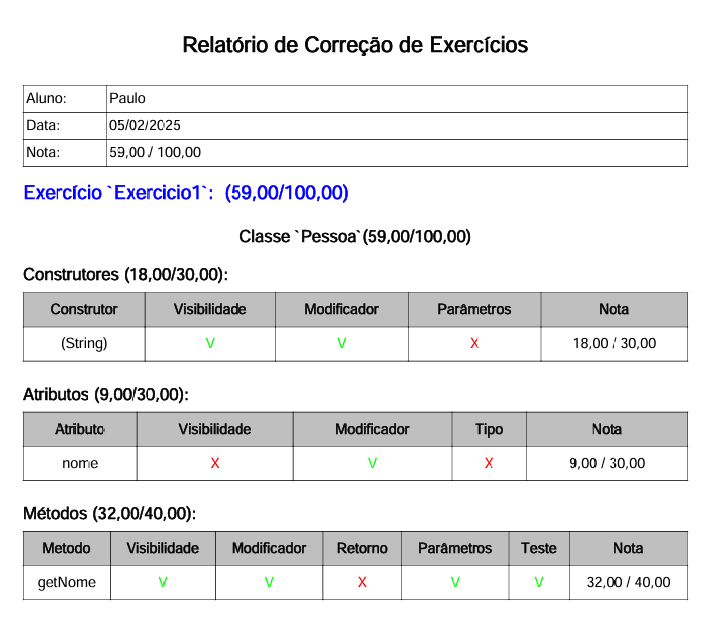 Relatório de Correção de Exercícios
Aluno: Paulo
Data: 05/02/2025
Nota: 59,00 / 100,00
Exercício `Exercicio1`: (59,00/100,00)
Classe `Pessoa`(59,00/100,00)
Construtores (18,00/30,00):
Construtor Visibilidade Modificador Parâmetros Nota
(String) V V X 18,00 / 30,00
Atributos (9,00/30,00):
Atributo Visibilidade Modificador Tipo Nota
nome X V X 9,00 / 30,00
Métodos (32,00/40,00):
Metodo Visibilidade Modificador Retorno Parâmetros Teste Nota
getNome V V X V V 32,00 / 40,00